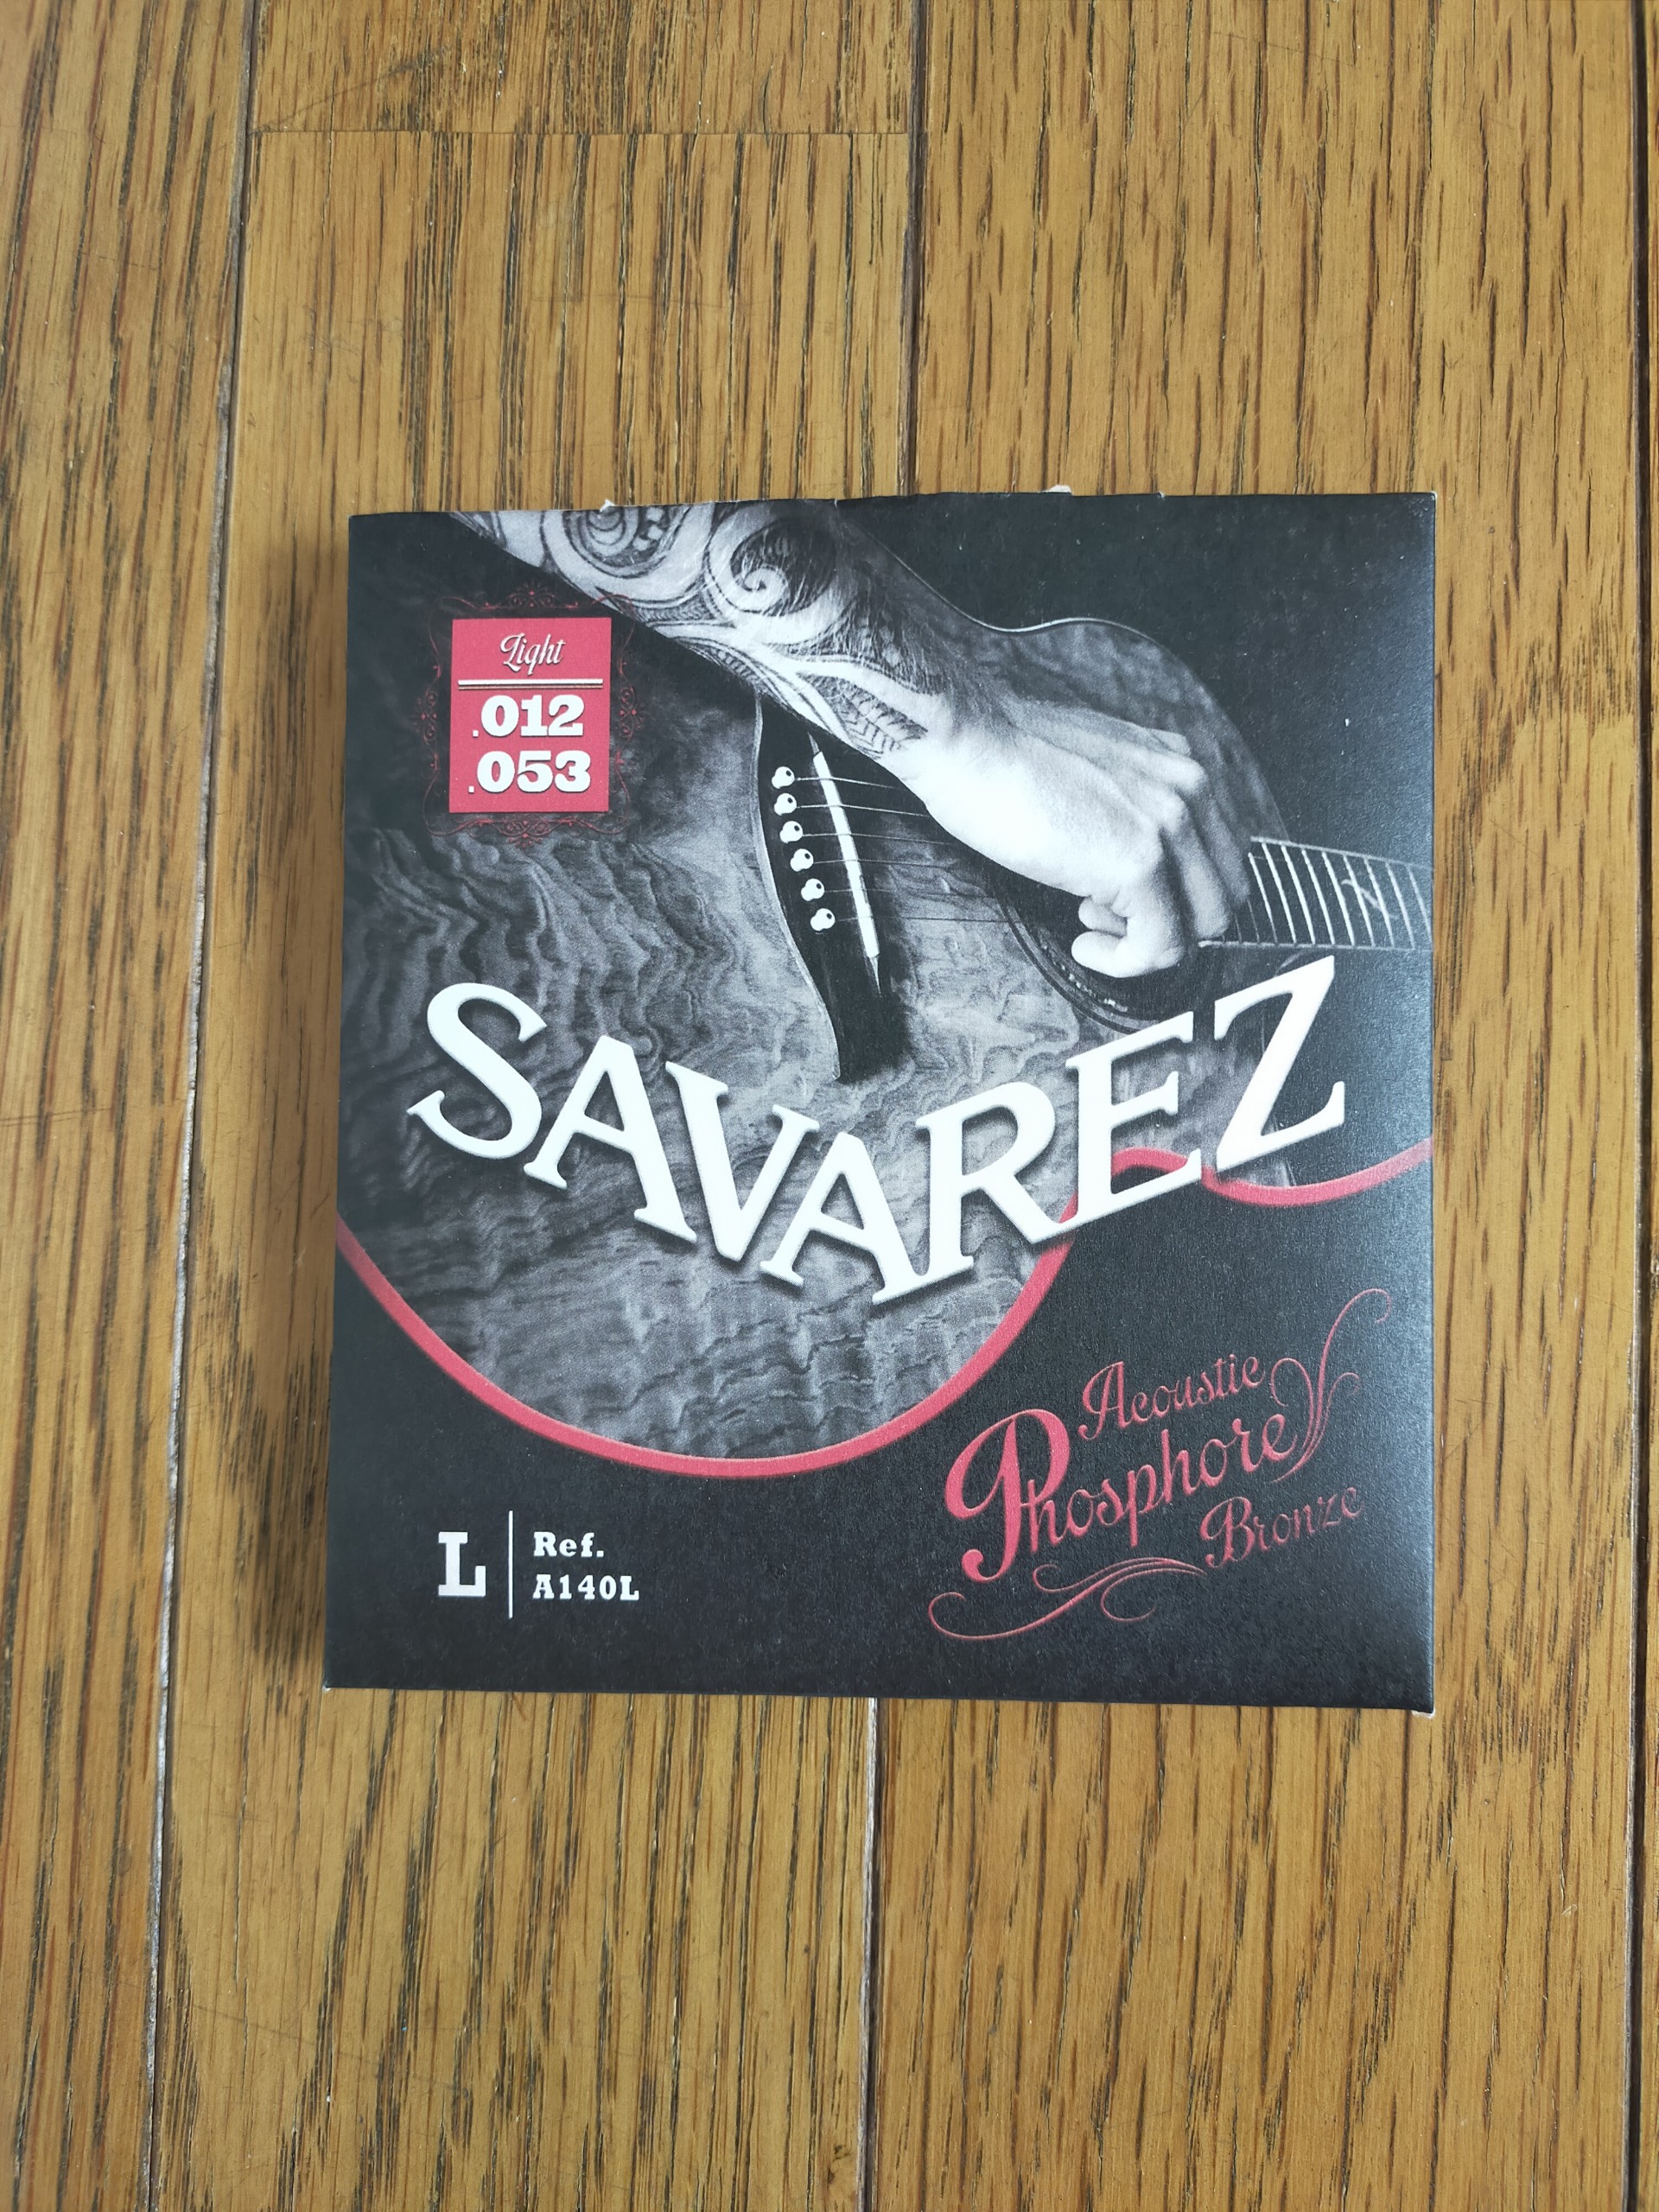 Light
.012
.053
SAVAREZ
Acoustic
Phosphore
Bronze
L
Ref.
A140L